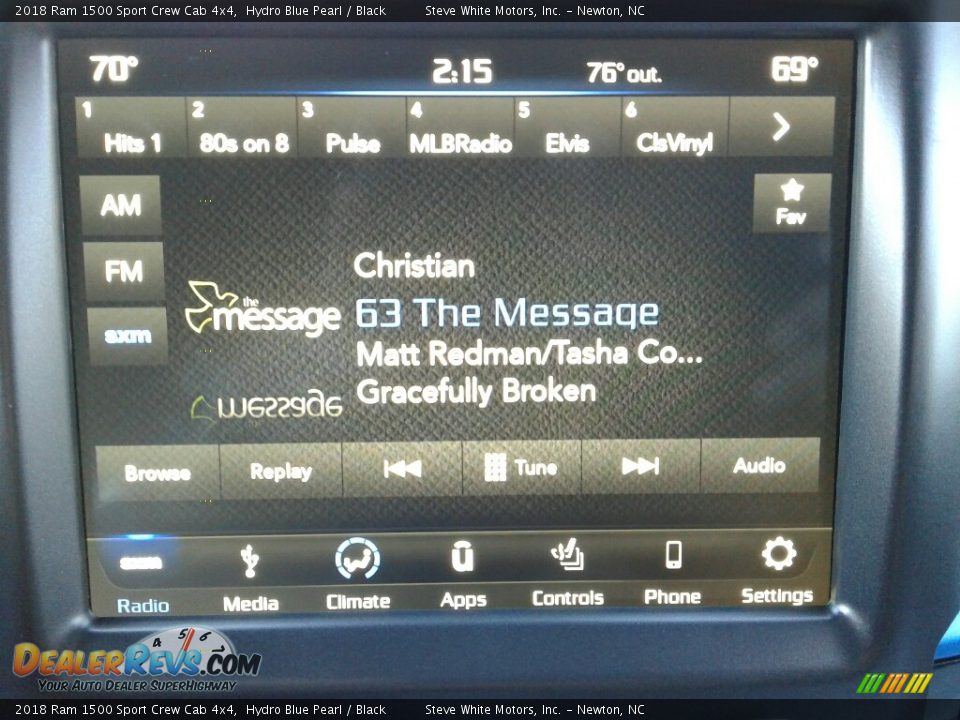 2018 Ram 1500 Sport Crew Cab 4x4, Hydro Blue Pearl / Black Steve White Motors, Inc. – Newton, NC
70° 2:15 76° out. 69°
1 2 3 4 5 6
Hits 1 80s on 8 Pulse MLBRadio Elvis ClsVinyl
AM
Fav
FM
sxm
Christian
the message
63 The Message
Matt Redman/Tasha Co...
Gracefully Broken
message
Browse Replay Tune Audio
sxm
Radio Media Climate Apps Controls Phone Settings
4 5 6 7
DealerRevs.com
Your Auto Dealer SuperHighway
2018 Ram 1500 Sport Crew Cab 4x4, Hydro Blue Pearl / Black Steve White Motors, Inc. – Newton, NC